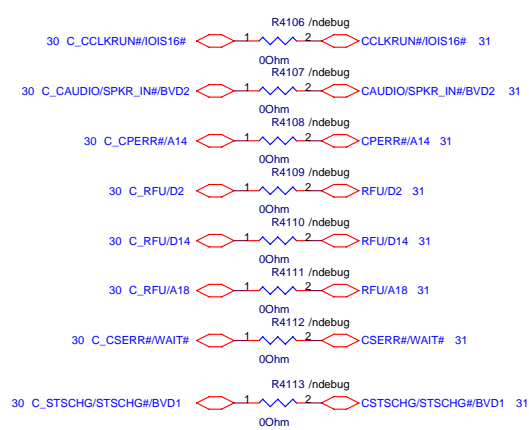 R4106 /ndebug
30 C_CCLKRUN#/IOIS16# 1 2 CCLKRUN#/IOIS16# 31
0Ohm
R4107 /ndebug
30 C_CAUDIO/SPKR_IN#/BVD2 1 2 CAUDIO/SPKR_IN#/BVD2 31
0Ohm
R4108 /ndebug
30 C_CPERR#/A14 1 2 CPERR#/A14 31
0Ohm
R4109 /ndebug
30 C_RFU/D2 1 2 RFU/D2 31
0Ohm
R4110 /ndebug
30 C_RFU/D14 1 2 RFU/D14 31
0Ohm
R4111 /ndebug
30 C_RFU/A18 1 2 RFU/A18 31
0Ohm
R4112 /ndebug
30 C_CSERR#/WAIT# 1 2 CSERR#/WAIT# 31
0Ohm
R4113 /ndebug
30 C_STSCHG/STSCHG#/BVD1 1 2 CSTSCHG/STSCHG#/BVD1 31
0Ohm